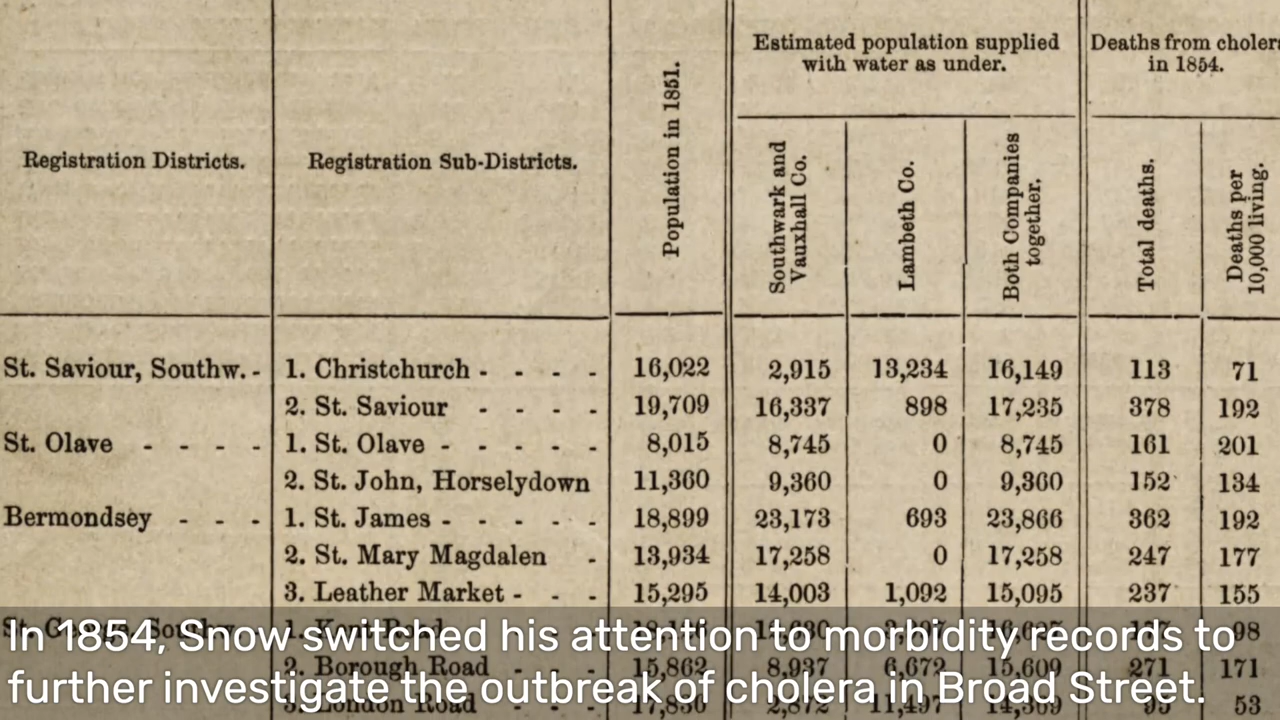 Estimated population supplied
with water as under.
Deaths from cholera
in 1854.
Registration Districts.
Registration Sub-Districts.
Population in 1851.
Southwark and
Vauxhall Co.
Lambeth Co.
Both Companies
together.
Total deaths.
Deaths per
10,000 living.
St. Saviour, Southw. - 1. Christchurch - - - - 16,022 2,915 13,234 16,149 113 71
2. St. Saviour - - - - 19,709 16,337 898 17,235 378 192
St. Olave - - - - 1. St. Olave - - - - - 8,015 8,745 0 8,745 161 201
2. St. John, Horselydown 11,360 9,360 0 9,360 152 134
Bermondsey - - - 1. St. James - - - - - 18,899 23,173 693 23,866 362 192
2. St. Mary Magdalen - 13,934 17,258 0 17,258 247 177
3. Leather Market - - - 15,295 14,003 1,092 15,095 237 155
1. 98
2. Borough Road - - - 15,862 8,937 6,672 15,609 271 171
London Road 53
In 1854, Snow switched his attention to morbidity records to
further investigate the outbreak of cholera in Broad Street.